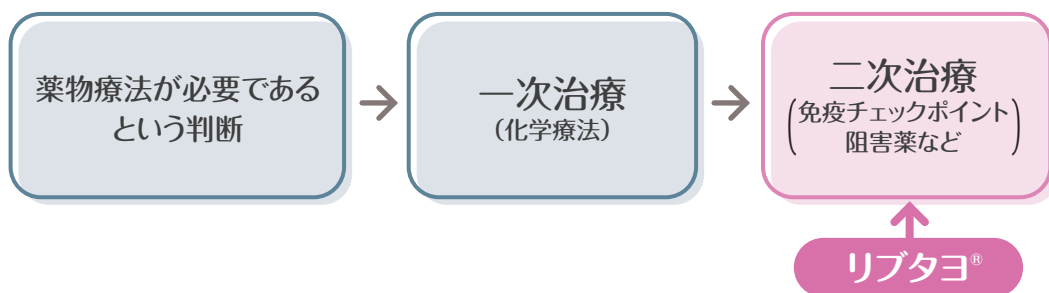 薬物療法が必要である
という判断
一次治療
（化学療法）
二次治療
（免疫チェックポイント
阻害薬など）
リブタヨ®